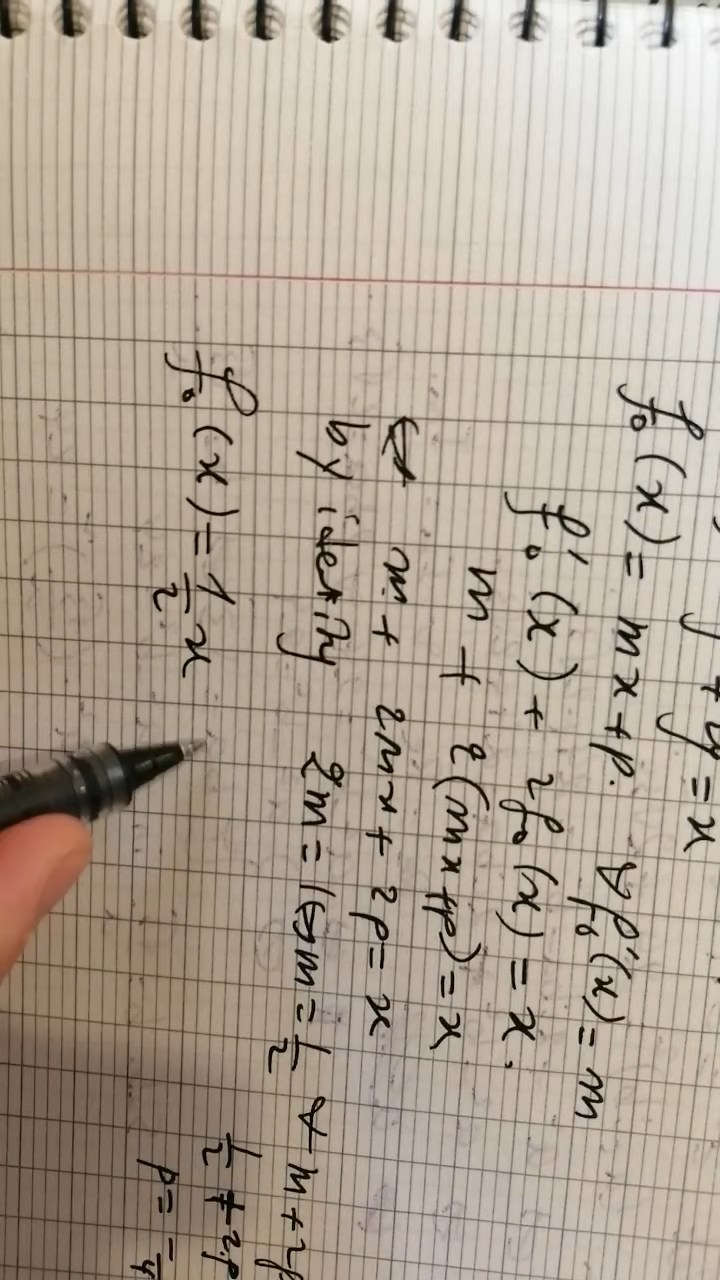 y + 2y = x
f₀(x) = mx+p. ∧ f₀'(x) = m
f₀'(x) + 2f₀(x) = x.
m + 2(mx+p) = x
⇔ m + 2mx + 2p = x
by identity 2m = 1 ⇔ m = 1/2 ∧ m + 2p
1/2 + 2p
f₀(x) = 1/2 x
p = -1/4